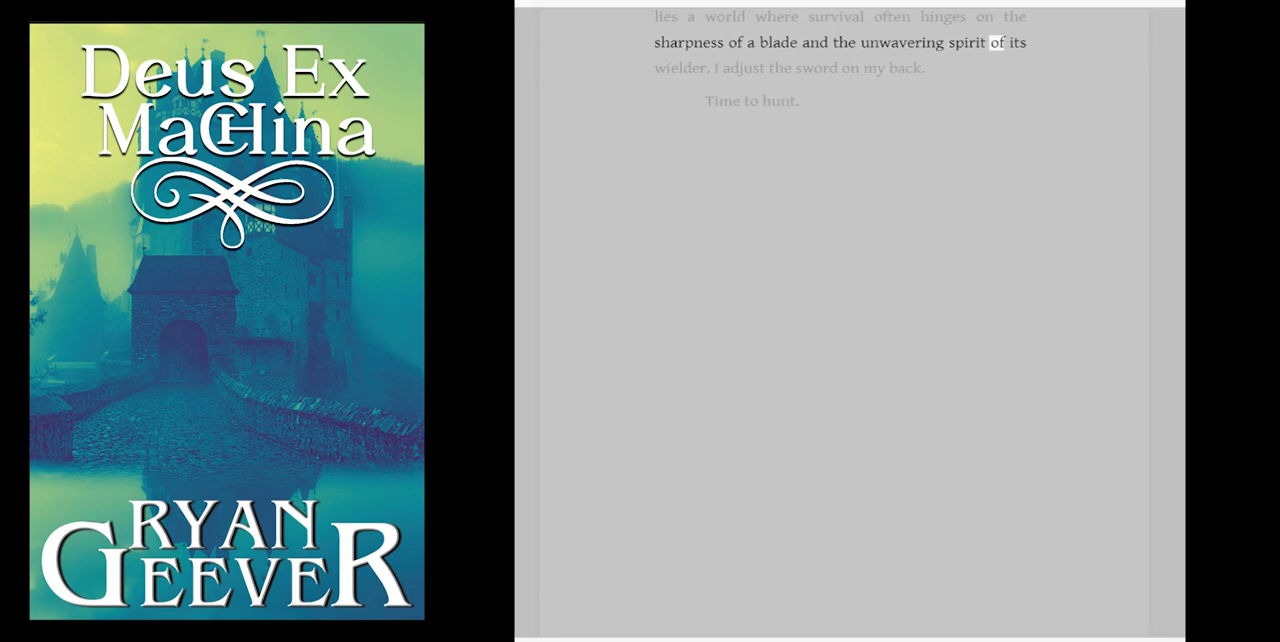 Deus Ex
Machina
RYAN
GEEVER
lies a world where survival often hinges on the
sharpness of a blade and the unwavering spirit of its
wielder. I adjust the sword on my back.
Time to hunt.